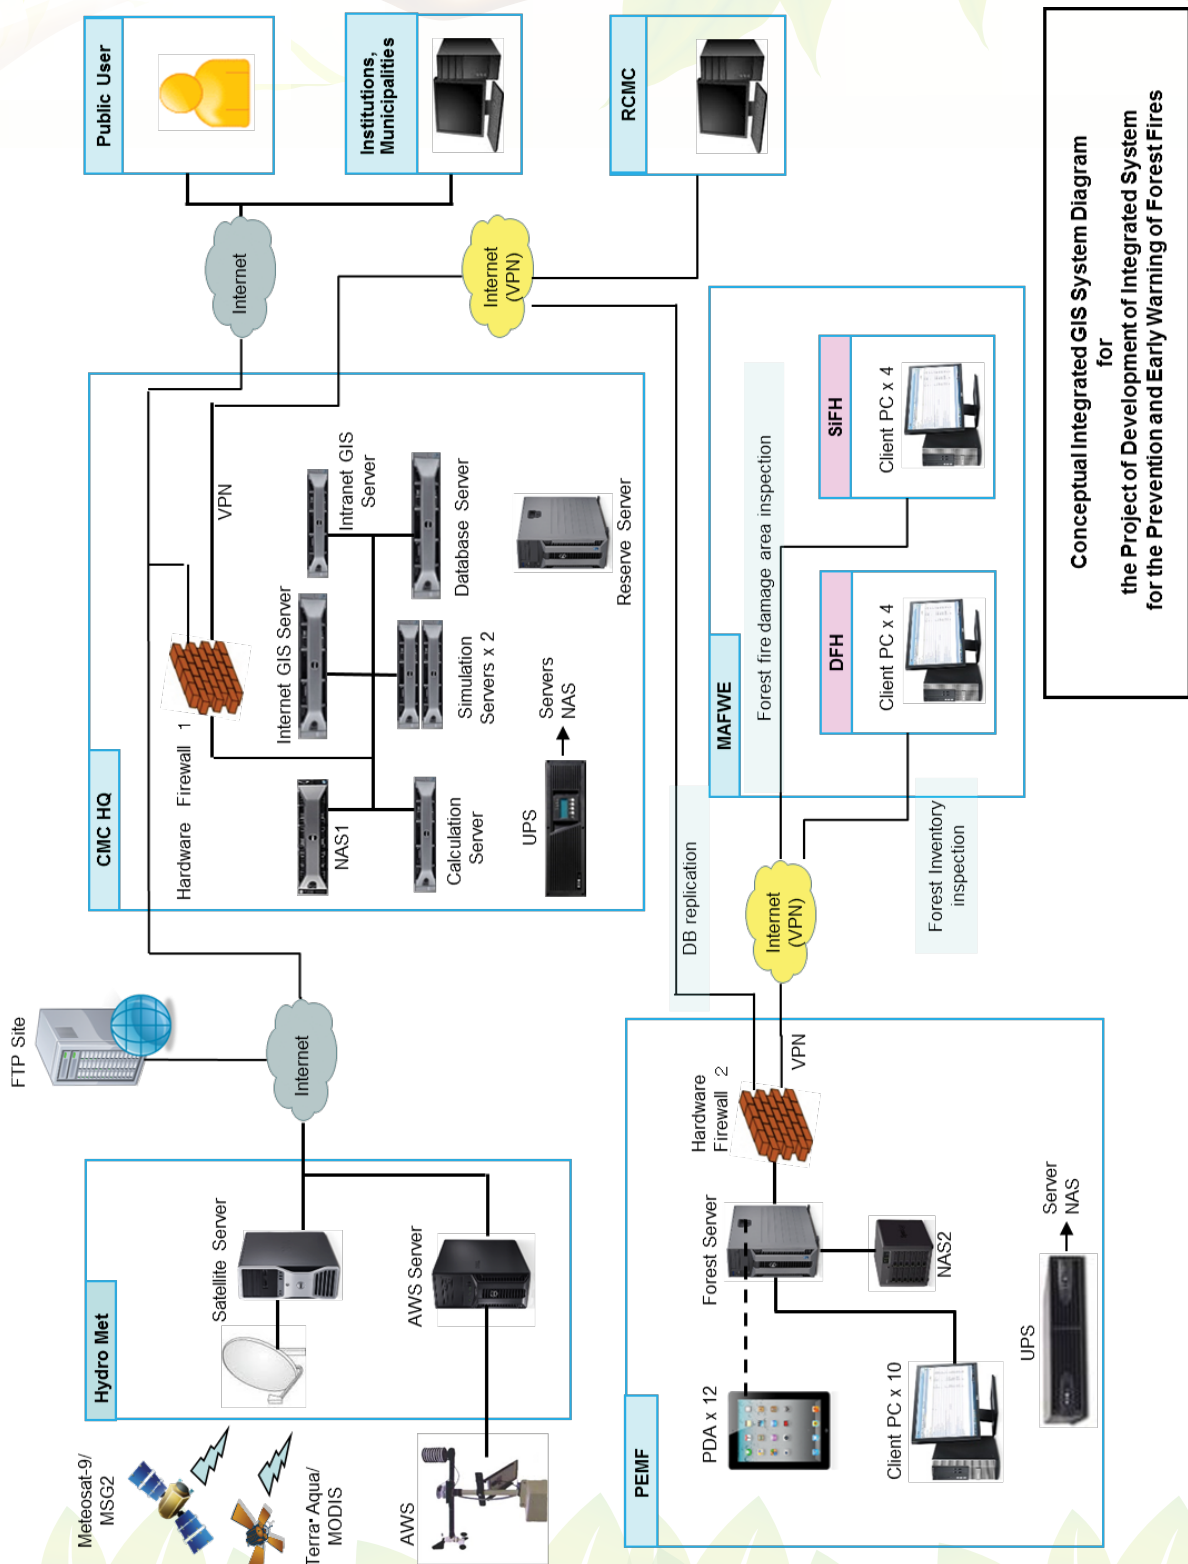 Meteosat-9/
MSG2
Terra•Aqua/
MODIS
AWS
Hydro Met
Satellite Server
AWS Server
FTP Site
Internet
CMC HQ
Hardware Firewall 1
VPN
NAS1
Internet GIS Server
Intranet GIS
Server
Calculation
Server
Simulation
Servers x 2
Database Server
UPS
Servers
NAS
Reserve Server
Internet
Public User
Institutions,
Municipalities
Internet
(VPN)
RCMC
PEMF
PDA x 12
Forest Server
Hardware
Firewall 2
VPN
Client PC x 10
NAS2
UPS
Server
NAS
DB replication
Internet
(VPN)
Forest Inventory
inspection
Forest fire damage area inspection
MAFWE
DFH
Client PC x 4
SiFH
Client PC x 4
Conceptual Integrated GIS System Diagram
for
the Project of Development of Integrated System
for the Prevention and Early Warning of Forest Fires